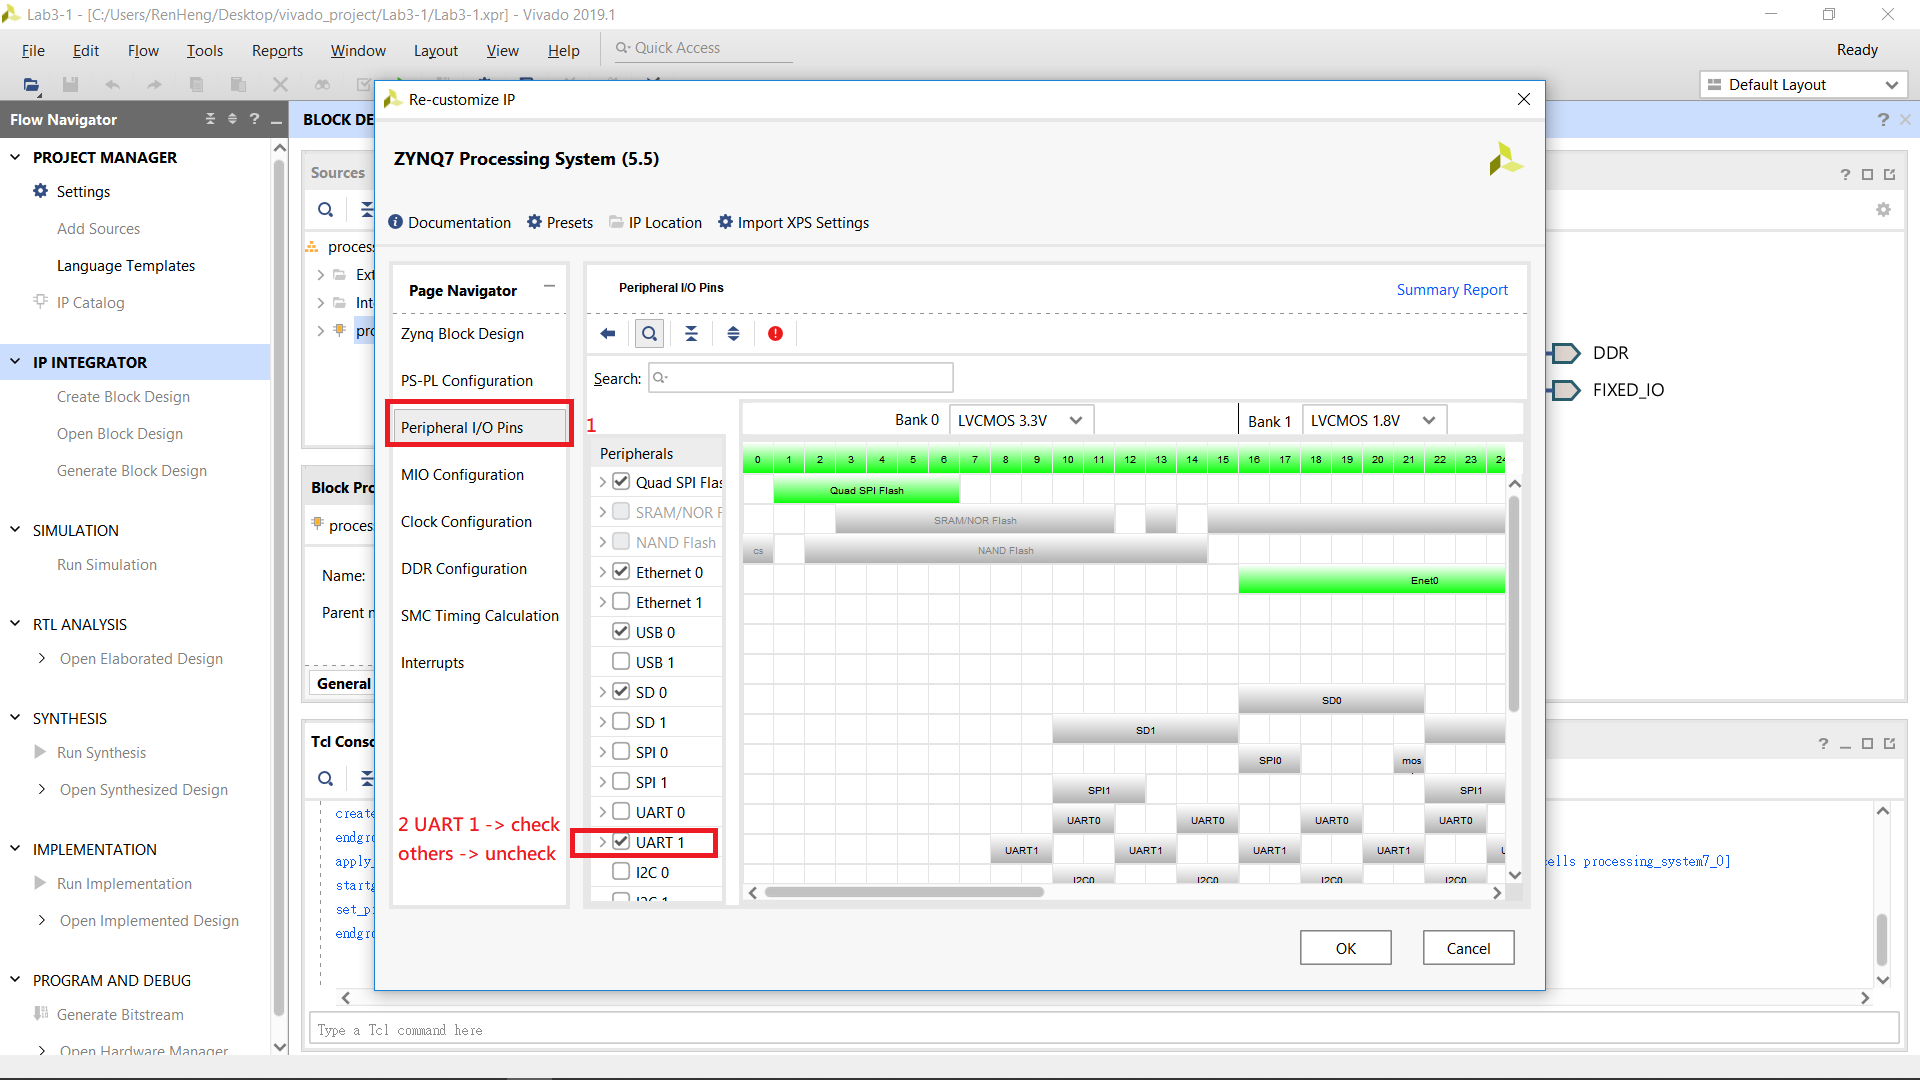 Lab3-1 - [C:/Users/RenHeng/Desktop/vivado_project/Lab3-1/Lab3-1.xpr] - Vivado 2019.1
File Edit Flow Tools Reports Window Layout View Help Quick Access Ready
Default Layout
Flow Navigator ? BLOCK DE ?
PROJECT MANAGER
Settings
Add Sources
Language Templates
IP Catalog
IP INTEGRATOR
Create Block Design
Open Block Design
Generate Block Design
SIMULATION
Run Simulation
RTL ANALYSIS
Open Elaborated Design
SYNTHESIS
Run Synthesis
Open Synthesized Design
IMPLEMENTATION
Run Implementation
Open Implemented Design
PROGRAM AND DEBUG
Generate Bitstream
Open Hardware Manager
Sources
process
Ext
Int
pro
Block Pro
process
Name:
Parent n
General
Tcl Conso
create
endgro
apply_
startg
set_p
endgro
Type a Tcl command here
Re-customize IP
ZYNQ7 Processing System (5.5)
Documentation Presets IP Location Import XPS Settings
Page Navigator
Zynq Block Design
PS-PL Configuration
Peripheral I/O Pins
MIO Configuration
Clock Configuration
DDR Configuration
SMC Timing Calculation
Interrupts
2 UART 1 -> check
others -> uncheck
1
Peripheral I/O Pins Summary Report
Search:
Bank 0 LVCMOS 3.3V Bank 1 LVCMOS 1.8V
Peripherals 0 1 2 3 4 5 6 7 8 9 10 11 12 13 14 15 16 17 18 19 20 21 22 23 24
Quad SPI Flas Quad SPI Flash
SRAM/NOR F SRAM/NOR Flash
NAND Flash cs NAND Flash
Ethernet 0 Enet0
Ethernet 1
USB 0
USB 1
SD 0 SD0
SD 1 SD1
SPI 0 SPI0 mos
SPI 1 SPI1 SPI1
UART 0 UART0 UART0 UART0 UART0
UART 1 UART1 UART1 UART1 UART1
I2C 0 I2C0 I2C0 I2C0 I2C0
I2C 1
OK Cancel
?
DDR
FIXED_IO
?
ells processing_system7_0]